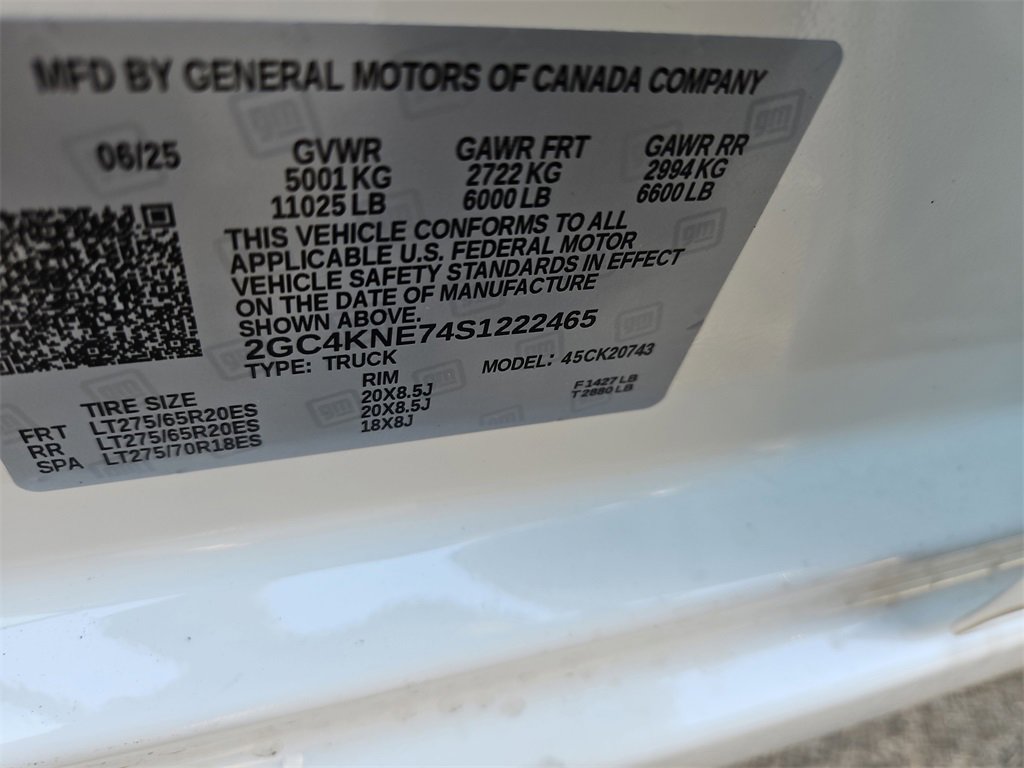 MFD BY GENERAL MOTORS OF CANADA COMPANY
06/25 GVWR GAWR FRT GAWR RR
5001 KG 2722 KG 2994 KG
11025 LB 6000 LB 6600 LB
THIS VEHICLE CONFORMS TO ALL
APPLICABLE U.S. FEDERAL MOTOR
VEHICLE SAFETY STANDARDS IN EFFECT
ON THE DATE OF MANUFACTURE
SHOWN ABOVE.
2GC4KNE74S1222465
TYPE: TRUCK MODEL: 45CK20743
TIRE SIZE RIM F 1427 LB
FRT LT275/65R20ES 20X8.5J T 2880 LB
RR LT275/65R20ES 20X8.5J
SPA LT275/70R18ES 18X8J